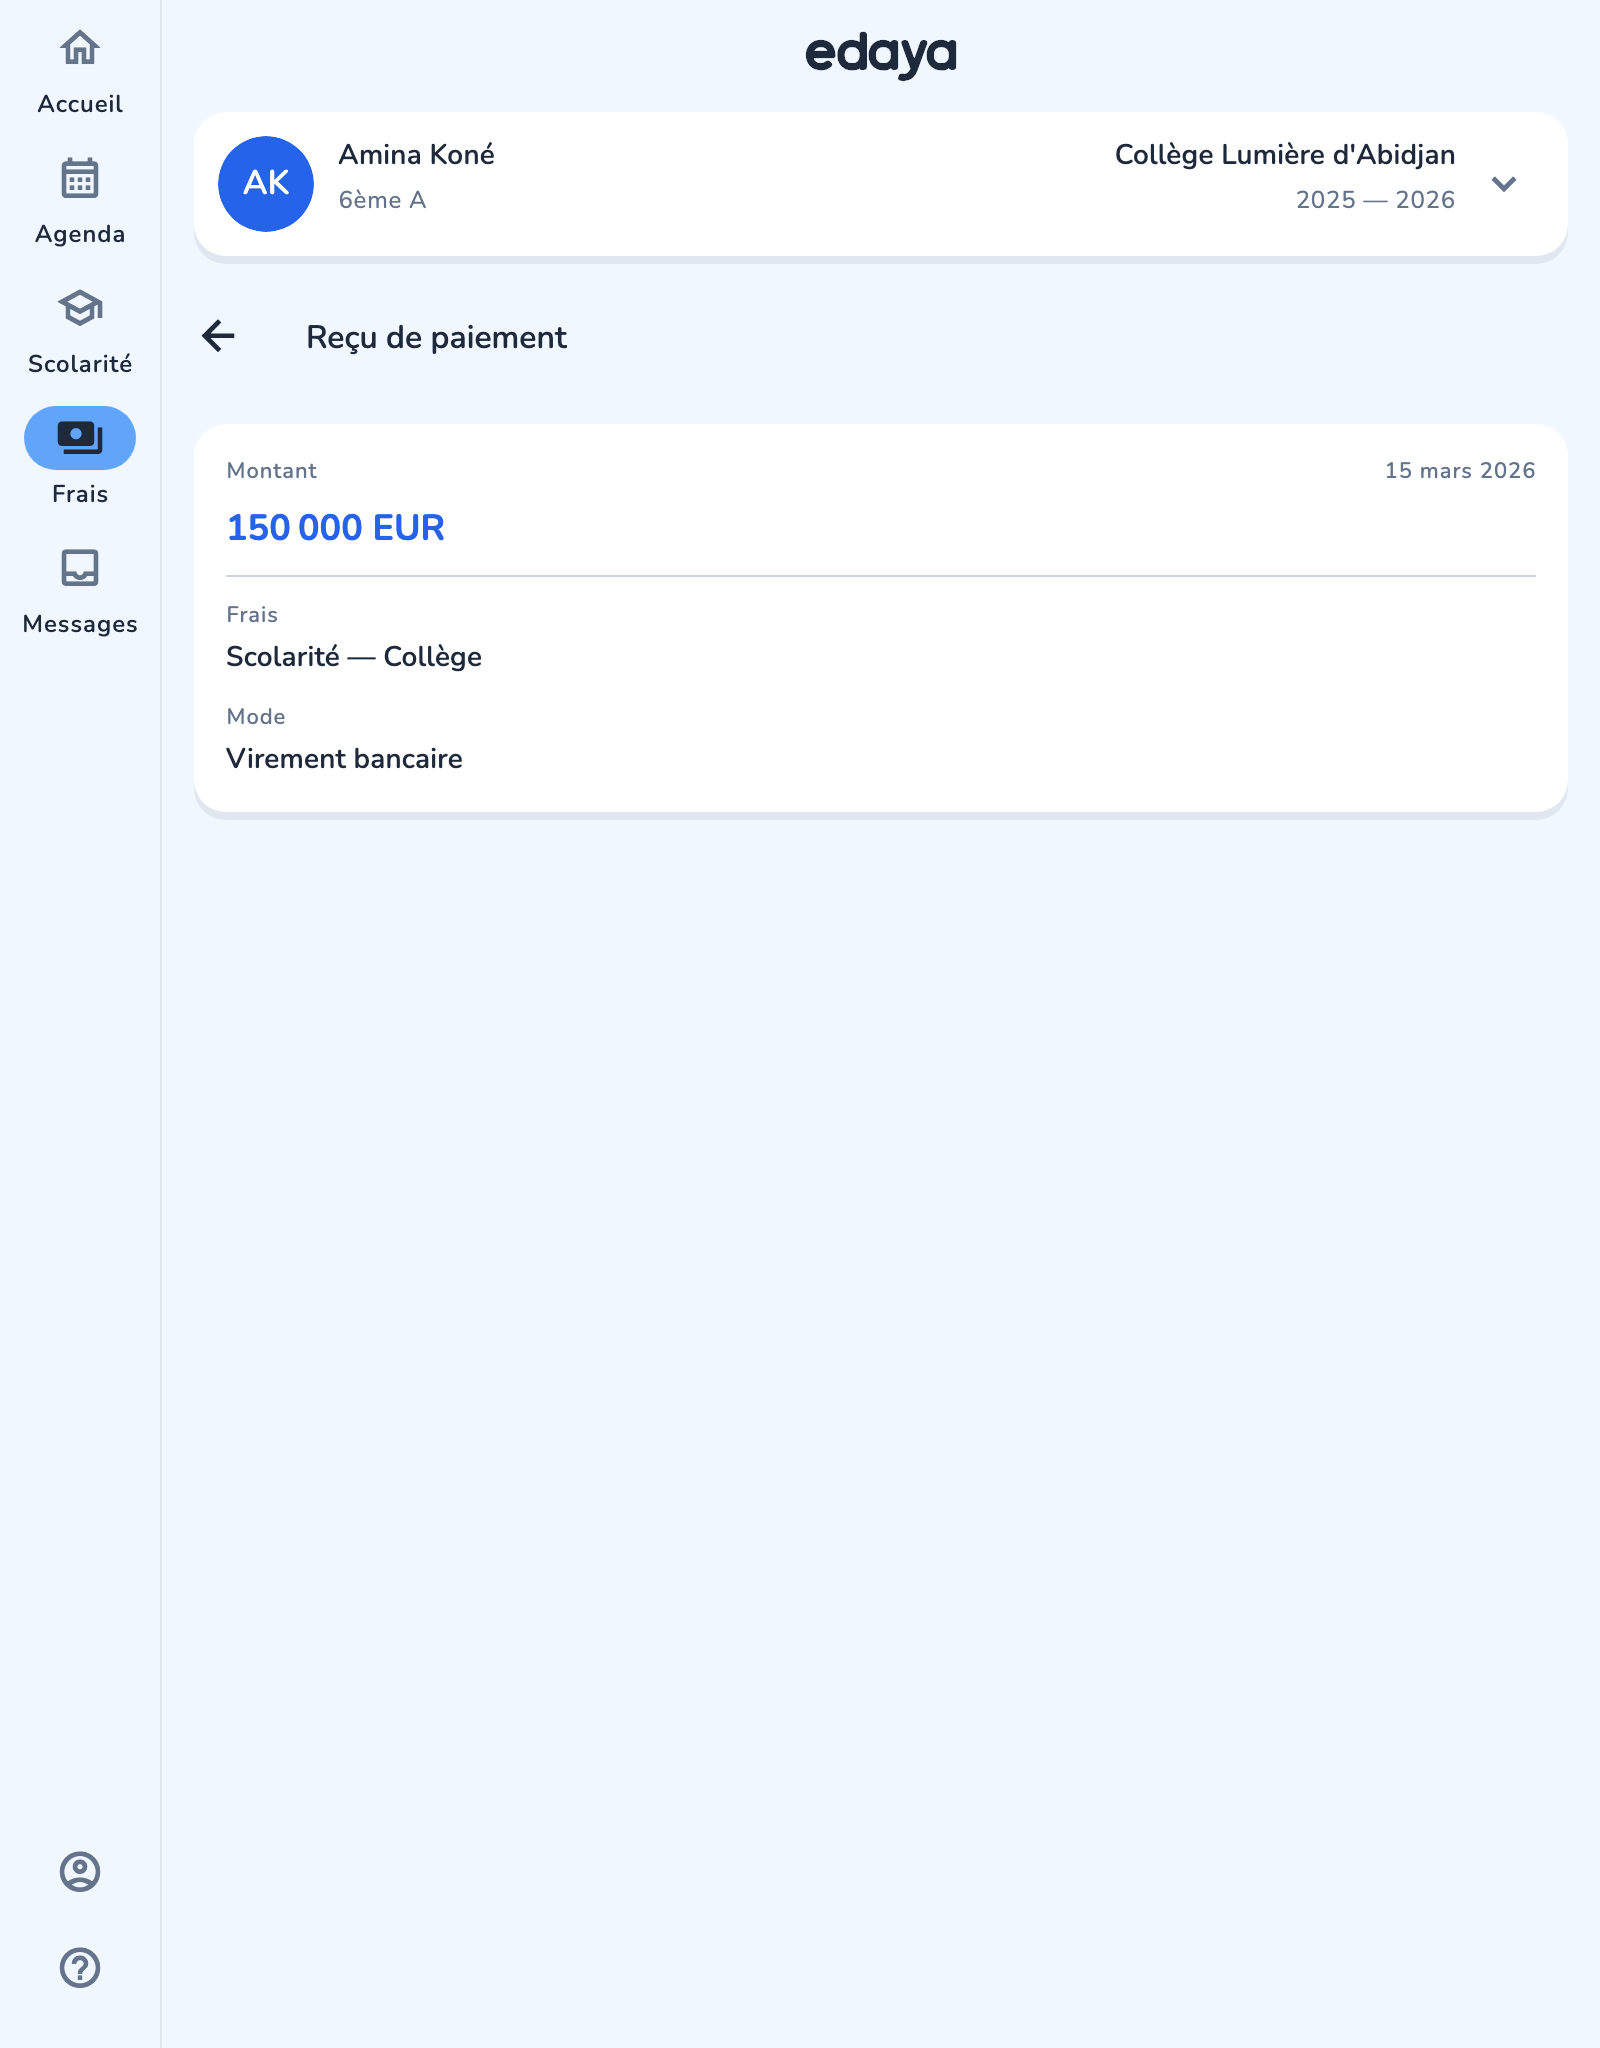 edaya
Accueil
Agenda
Scolarité
Frais
Messages
AK
Amina Koné
6ème A
Collège Lumière d'Abidjan
2025 — 2026
Reçu de paiement
Montant
15 mars 2026
150 000 EUR
Frais
Scolarité — Collège
Mode
Virement bancaire